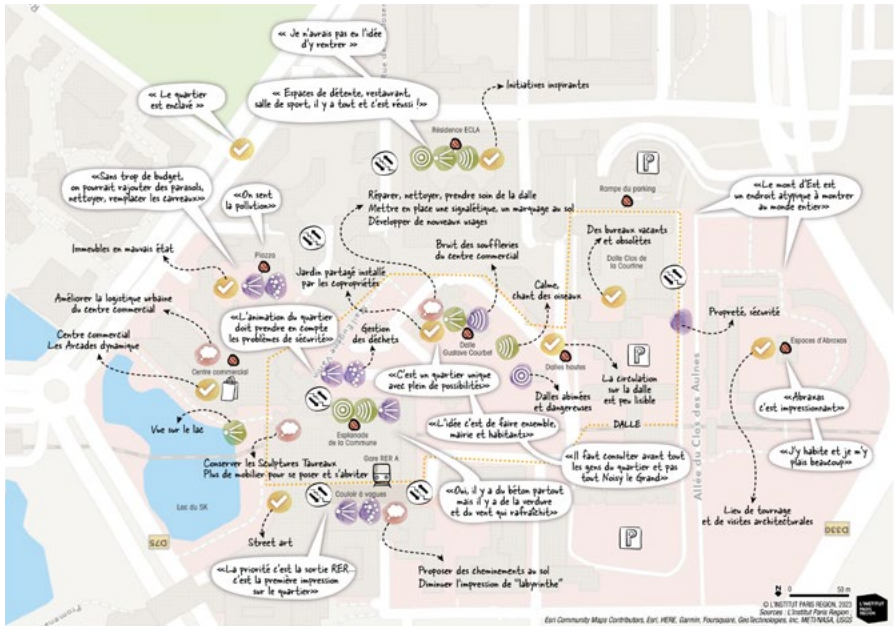 « Je n'aurais pas eu l'idée
d'y rentrer »
« Le quartier
est enclavé »
« Espaces de détente, restaurant,
salle de sport, il y a tout et c'est réussi !»
Initiatives inspirantes
Résidence ECLA
P
Rampe du parking
«Sans trop de budget,
on pourrait rajouter des parasols,
nettoyer, remplacer les carreaux»
«On sent
la pollution»
Réparer, nettoyer, prendre soin de la dalle
Mettre en place une signalétique, un marquage au sol
Développer de nouveaux usages
«Le mont d'Est est
un endroit atypique à montrer
au monde entier»
Immeubles en mauvais état
Piazza
Bruit des souffleries
du centre commercial
Des bureaux vacants
et obsolètes
Dalle Clos de
la Courtine
Jardin partagé installé
par les copropriétés
Calme,
chant des oiseaux
Améliorer la logistique urbaine
du centre commercial
«L'animation du quartier
doit prendre en compte
les problèmes de sécurité»
Gestion
des déchets
Propreté, sécurité
Centre commercial
Les Arcades dynamique
Centre commercial
Dalle
Gustave Courbet
Dalles hautes
P
Espaces d'Abraxas
«C'est un quartier unique
avec plein de possibilités»
Dalles abimées
et dangereuses
La circulation
sur la dalle
est peu lisible
«Abraxas
c'est impressionnant»
Vue sur le lac
Esplanade
de la Commune
«L'idée c'est de faire ensemble,
mairie et habitants»
DALLE
«J'y habite et je m'y
plais beaucoup»
Conserver les Sculptures Taureaux
Plus de mobilier pour se poser et s'abriter
Gare RER A
«Il faut consulter avant tout
les gens du quartier et pas
tout Noisy le Grand»
Allée du Clos des Aulnes
«Oui, il y a du béton partout
mais il y a de la verdure
et du vent qui rafraîchit»
Lac du SK
Couloir à vagues
Lieu de tournage
et de visites architecturales
D75
Street art
P
D330
«La priorité c'est la sortie RER...
c'est la première impression
sur le quartier»
Proposer des cheminements au sol
Diminuer l'impression de "labyrinthe"
Z
0 50 m
© L'INSTITUT PARIS REGION, 2023
Sources : L'Institut Paris Region ;
Esri Community Maps Contributors, Esri, HERE, Garmin, Foursquare, GeoTechnologies, Inc, METI/NASA, USGS
L'INSTITUT
PARIS
REGION